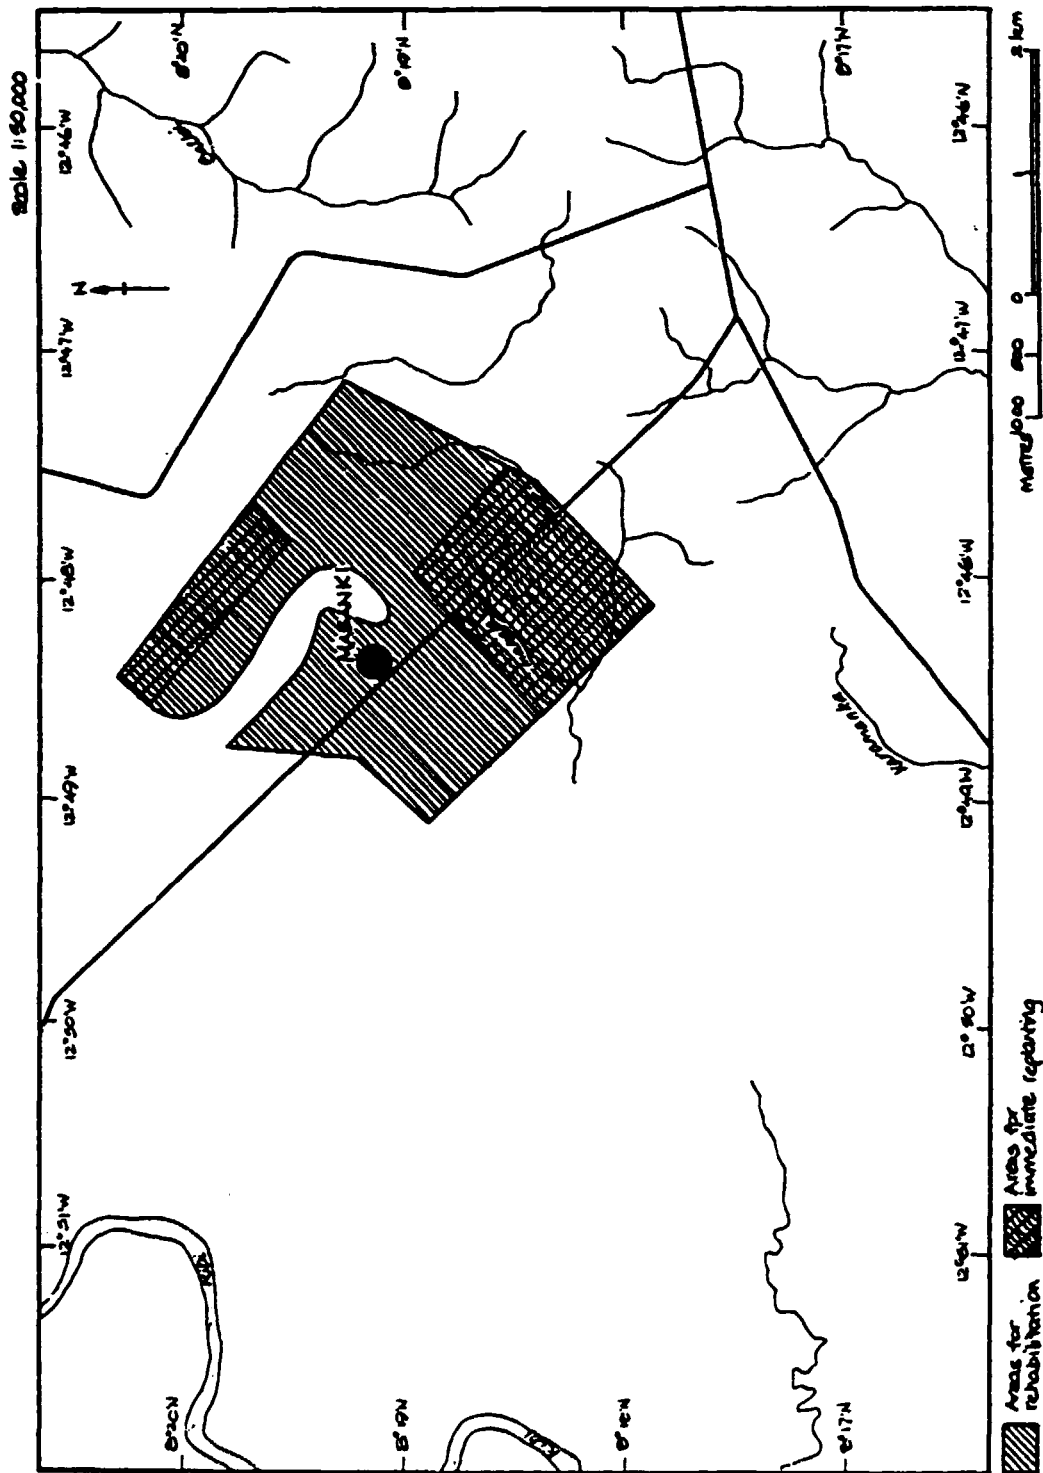 Scale 1:50,000
12°51'W 12°50'W 12°49'W 12°48'W 12°47'W 12°46'W
8°20'N 8°20'N
N
8°19'N 8°19'N
8°18'N
Karamanka
8°17'N 8°17'N
12°51'W 12°50'W 12°49'W 12°48'W 12°47'W 12°46'N
Areas for
rehabilitation
Areas for
immediate replanting
Metres 1000 500 0 1 2 km